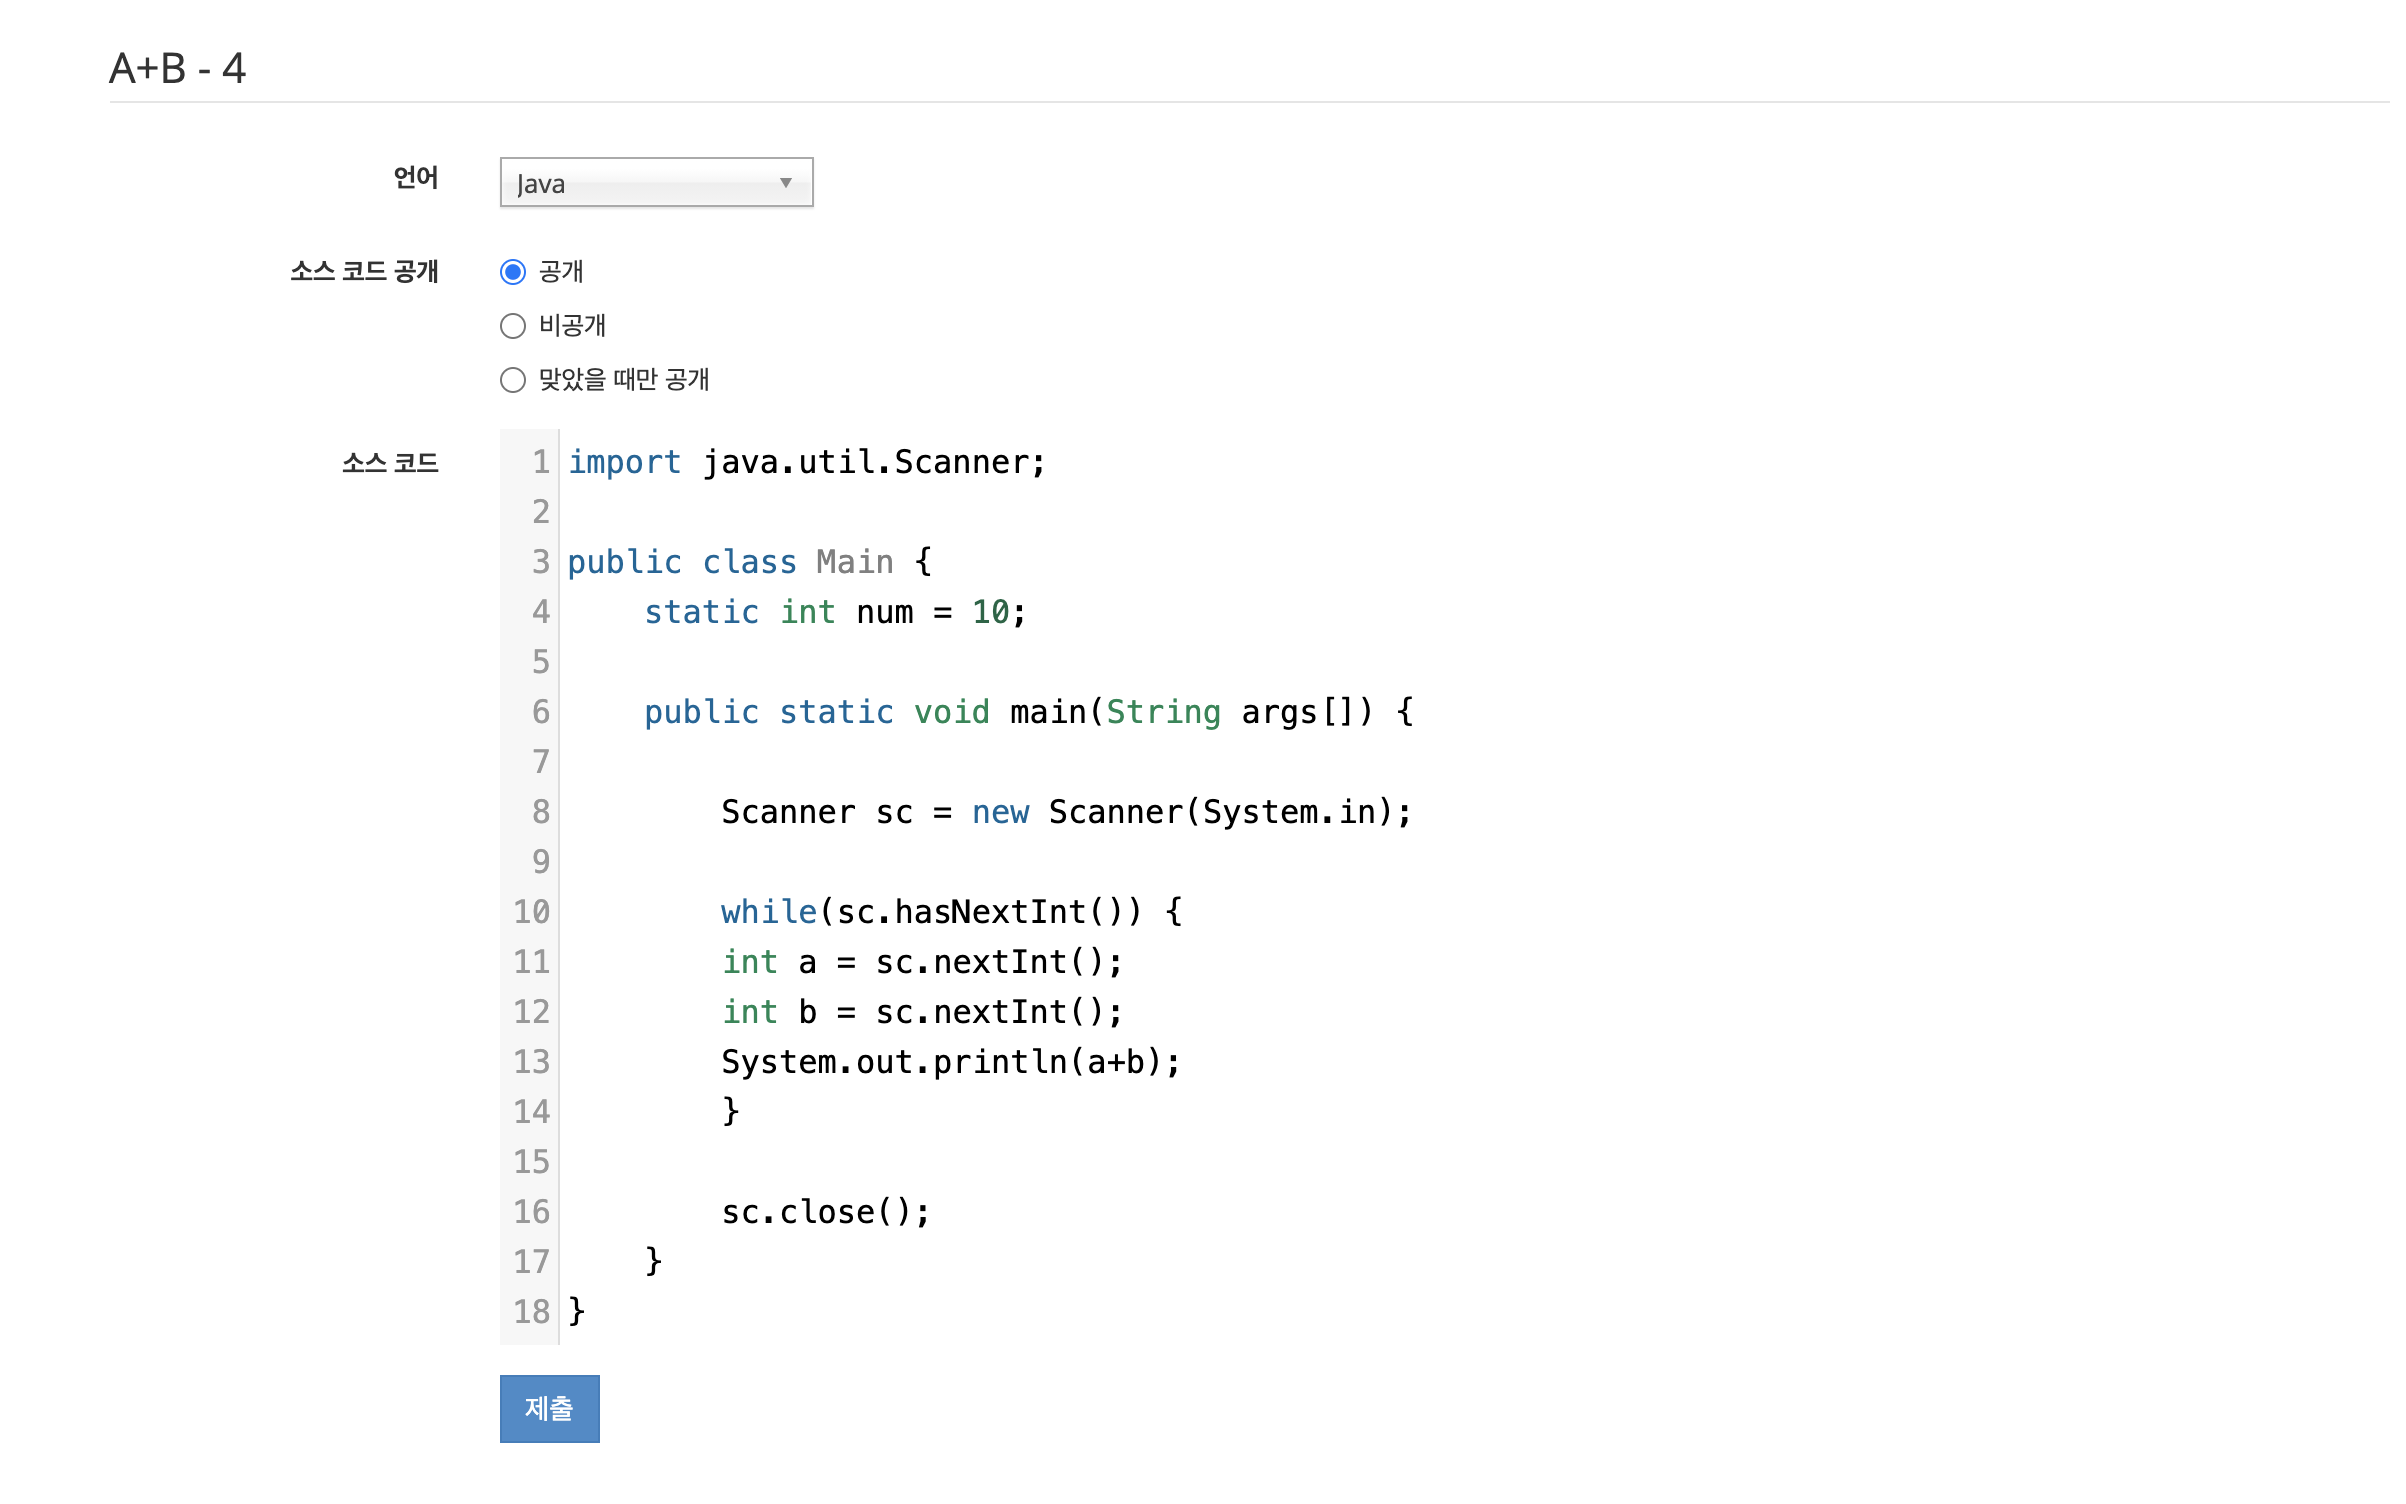 A+B - 4
언어
Java
소스 코드 공개
공개
비공개
맞았을 때만 공개
소스 코드
1 import java.util.Scanner;
2
3 public class Main {
4     static int num = 10;
5
6     public static void main(String args[]) {
7
8         Scanner sc = new Scanner(System.in);
9
10         while(sc.hasNextInt()) {
11         int a = sc.nextInt();
12         int b = sc.nextInt();
13         System.out.println(a+b);
14         }
15
16         sc.close();
17     }
18 }
제출